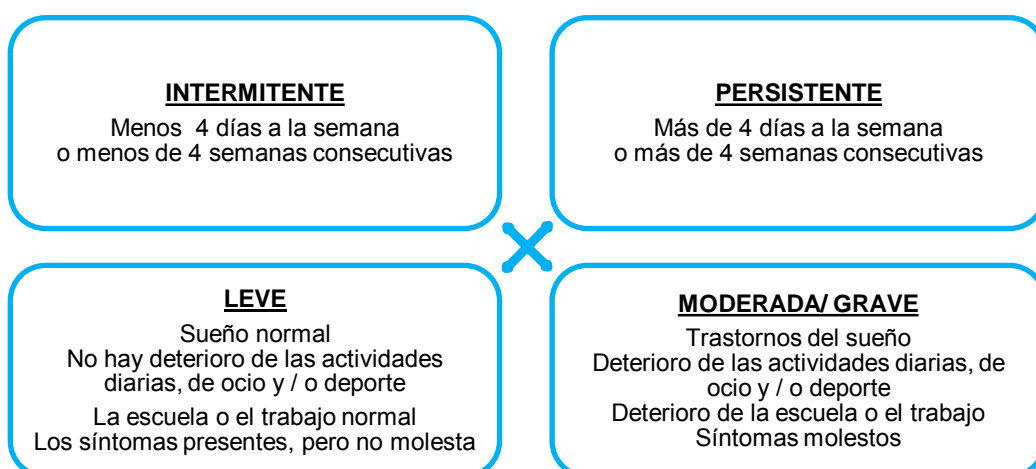 INTERMITENTE
Menos 4 días a la semana
o menos de 4 semanas consecutivas
PERSISTENTE
Más de 4 días a la semana
o más de 4 semanas consecutivas
LEVE
Sueño normal
No hay deterioro de las actividades
diarias, de ocio y / o deporte
La escuela o el trabajo normal
Los síntomas presentes, pero no molesta
MODERADA/ GRAVE
Trastornos del sueño
Deterioro de las actividades diarias, de
ocio y / o deporte
Deterioro de la escuela o el trabajo
Síntomas molestos